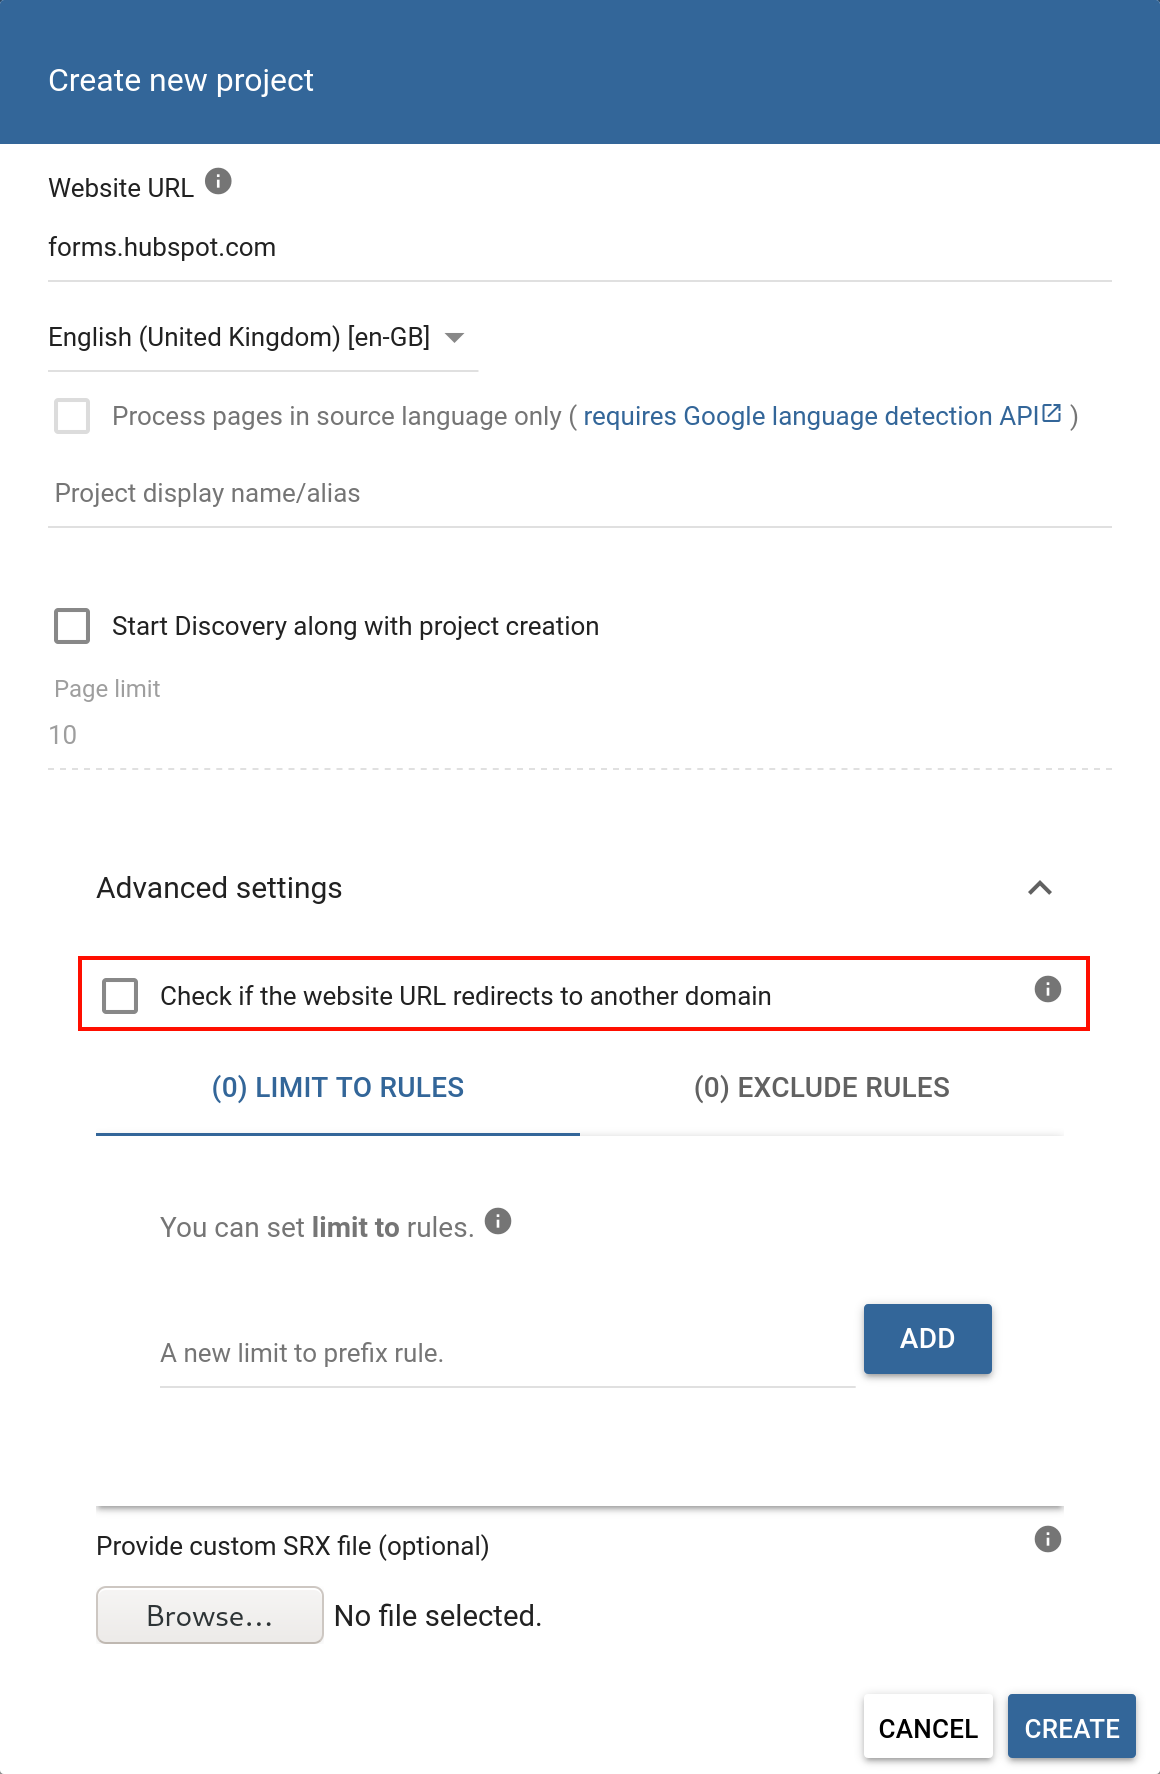 Create new project
Website URL
forms.hubspot.com
English (United Kingdom) [en-GB]
Process pages in source language only ( requires Google language detection API )
Project display name/alias
Start Discovery along with project creation
Page limit
10
Advanced settings
Check if the website URL redirects to another domain
(0) LIMIT TO RULES (0) EXCLUDE RULES
You can set limit to rules.
A new limit to prefix rule. ADD
Provide custom SRX file (optional)
Browse... No file selected.
CANCEL CREATE